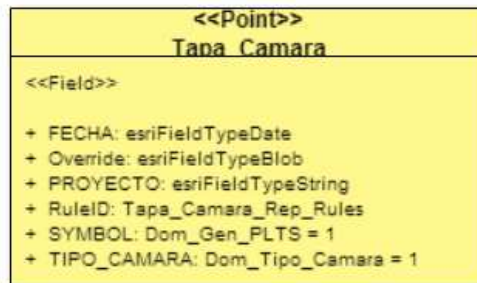 <<Point>>
Tapa_Camara
<<Field>>
+ FECHA: esriFieldTypeDate
+ Override: esriFieldTypeBlob
+ PROYECTO: esriFieldTypeString
+ RuleID: Tapa_Camara_Rep_Rules
+ SYMBOL: Dom_Gen_PLTS = 1
+ TIPO_CAMARA: Dom_Tipo_Camara = 1